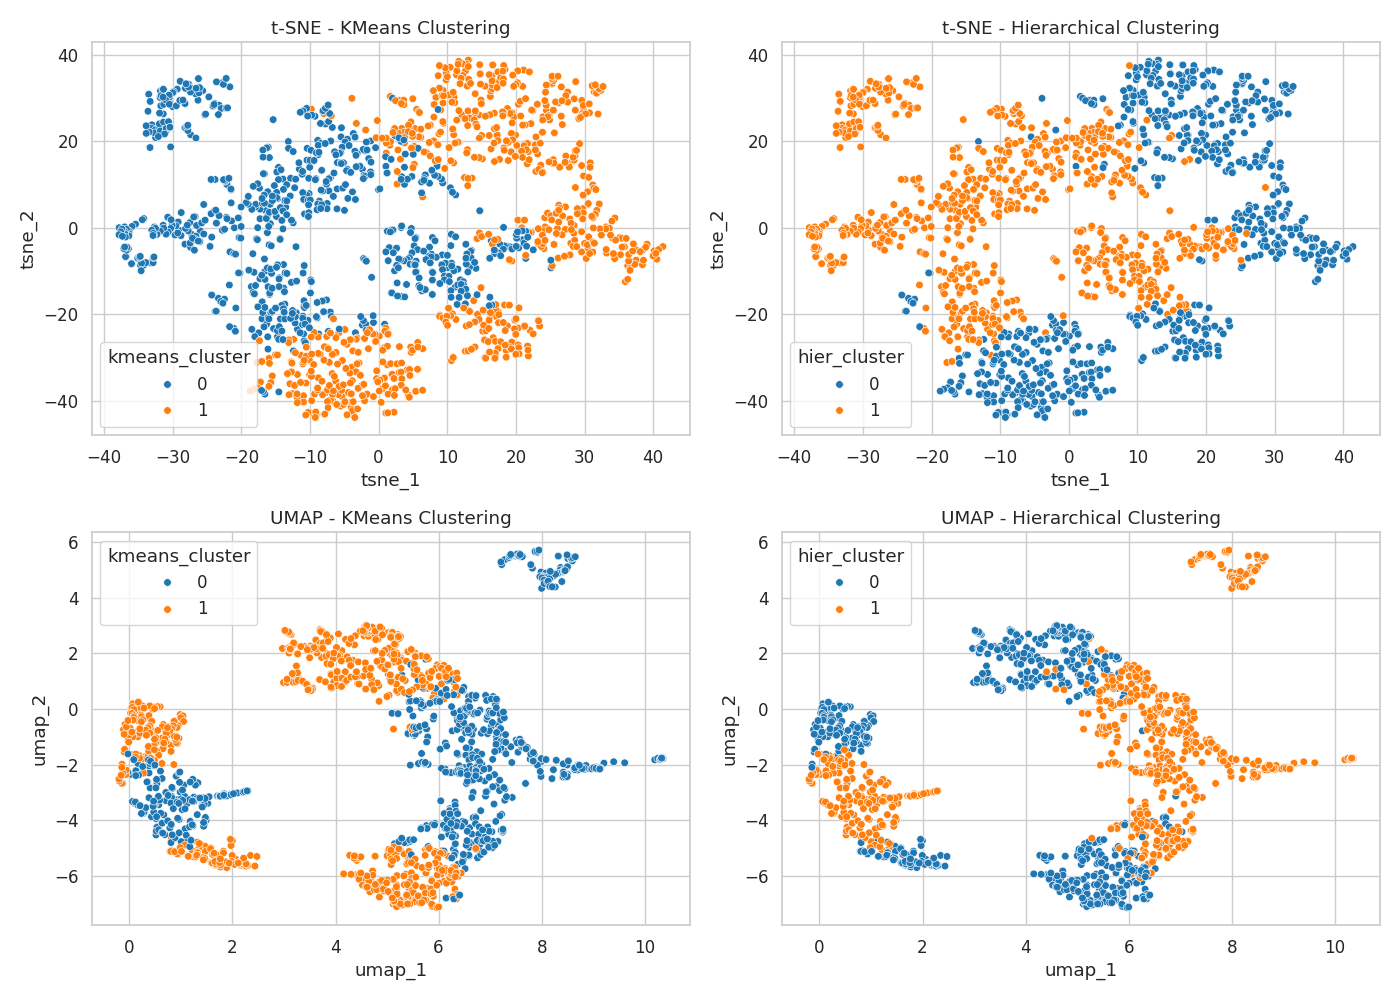 t-SNE - KMeans Clustering
40
20
0
−20
−40
tsne_2
kmeans_cluster
0
1
−40 −30 −20 −10 0 10 20 30 40
tsne_1
t-SNE - Hierarchical Clustering
40
20
0
−20
−40
tsne_2
hier_cluster
0
1
−40 −30 −20 −10 0 10 20 30 40
tsne_1
UMAP - KMeans Clustering
6
4
2
0
−2
−4
−6
umap_2
kmeans_cluster
0
1
0 2 4 6 8 10
umap_1
UMAP - Hierarchical Clustering
6
4
2
0
−2
−4
−6
umap_2
hier_cluster
0
1
0 2 4 6 8 10
umap_1